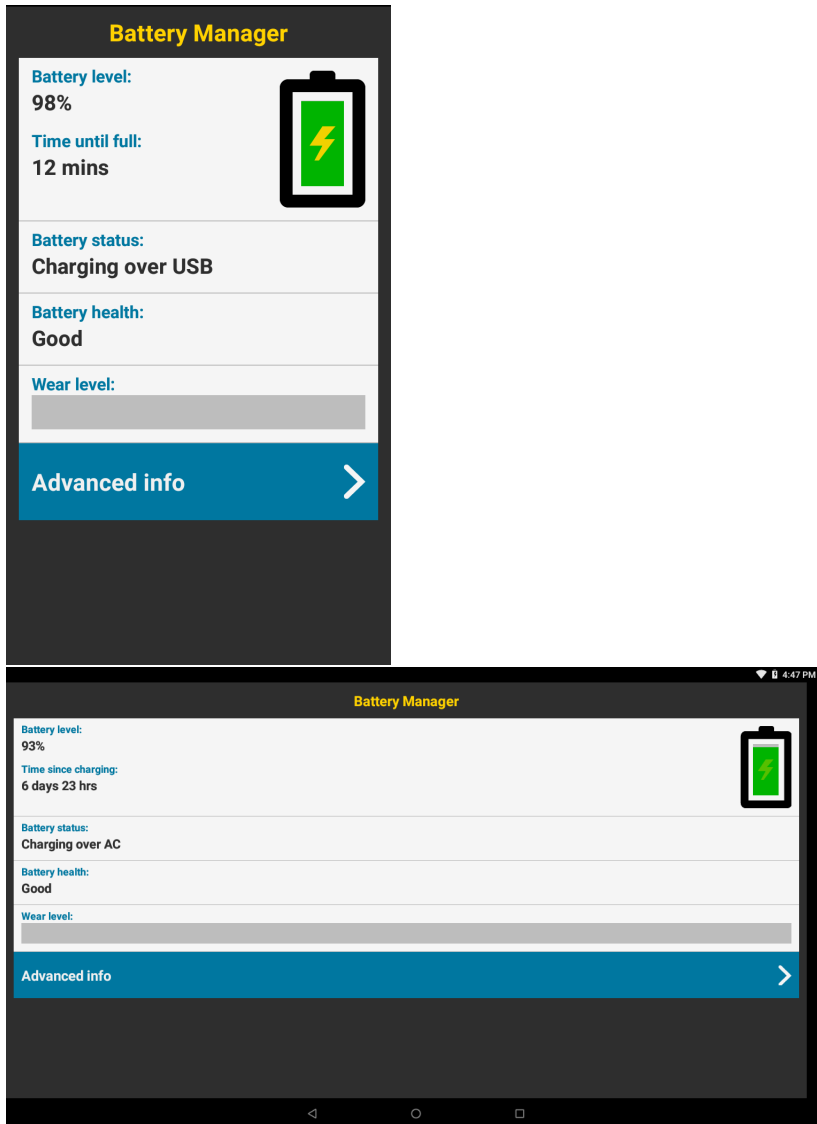 Battery Manager
Battery level:
98%
Time until full:
12 mins
Battery status:
Charging over USB
Battery health:
Good
Wear level:
Advanced info
4:47 PM
Battery Manager
Battery level:
93%
Time since charging:
6 days 23 hrs
Battery status:
Charging over AC
Battery health:
Good
Wear level:
Advanced info